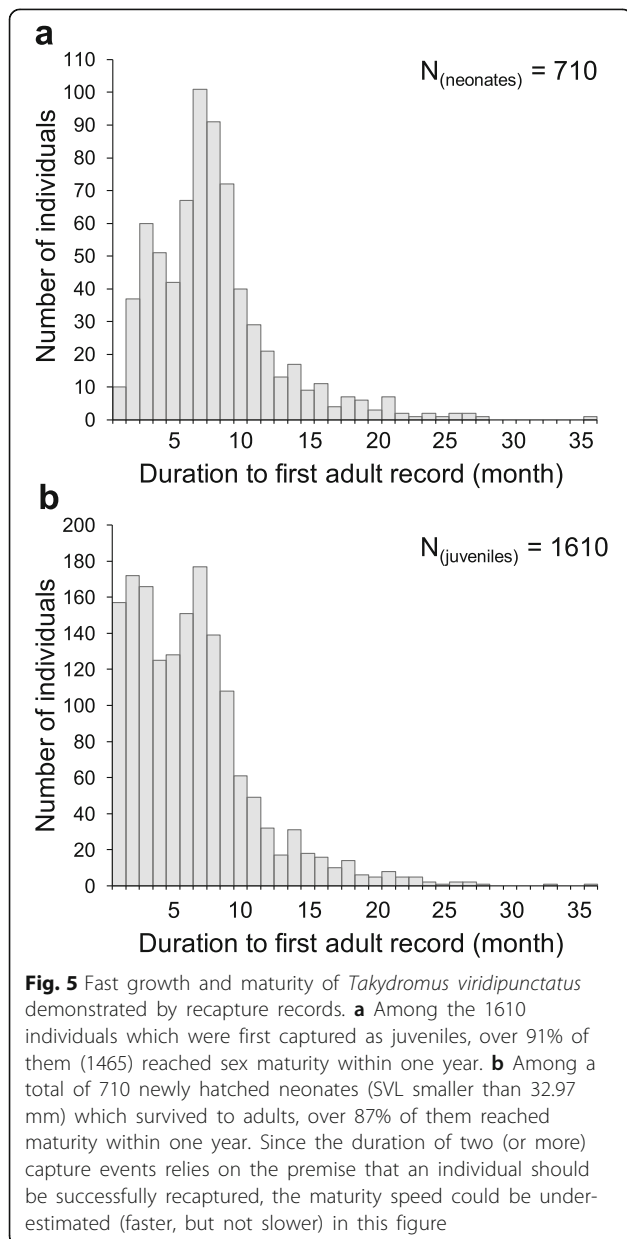 a
110
100
90
80
70
60
50
40
30
20
10
0
Number of individuals
N(neonates) = 710
5 10 15 20 25 30 35
Duration to first adult record (month)
b
200
180
160
140
120
100
80
60
40
20
0
Number of individuals
N(juveniles) = 1610
5 10 15 20 25 30 35
Duration to first adult record (month)
Fig. 5 Fast growth and maturity of Takydromus viridipunctatus
demonstrated by recapture records. a Among the 1610
individuals which were first captured as juveniles, over 91% of
them (1465) reached sex maturity within one year. b Among a
total of 710 newly hatched neonates (SVL smaller than 32.97
mm) which survived to adults, over 87% of them reached
maturity within one year. Since the duration of two (or more)
capture events relies on the premise that an individual should
be successfully recaptured, the maturity speed could be under-
estimated (faster, but not slower) in this figure